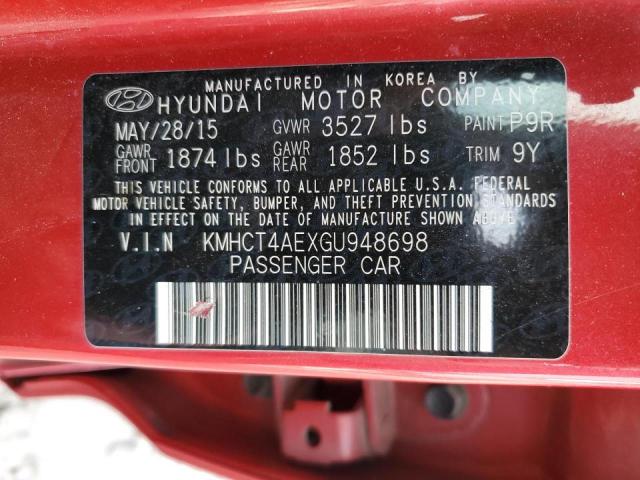 MANUFACTURED IN KOREA BY
HYUNDAI MOTOR COMPANY
MAY/28/15 GVWR 3527 lbs PAINT P9R
GAWR FRONT 1874 lbs GAWR REAR 1852 lbs TRIM 9Y
THIS VEHICLE CONFORMS TO ALL APPLICABLE U.S.A. FEDERAL
MOTOR VEHICLE SAFETY, BUMPER, AND THEFT PREVENTION STANDARDS
IN EFFECT ON THE DATE OF MANUFACTURE SHOWN ABOVE
V.I.N KMHCT4AEXGU948698
PASSENGER CAR